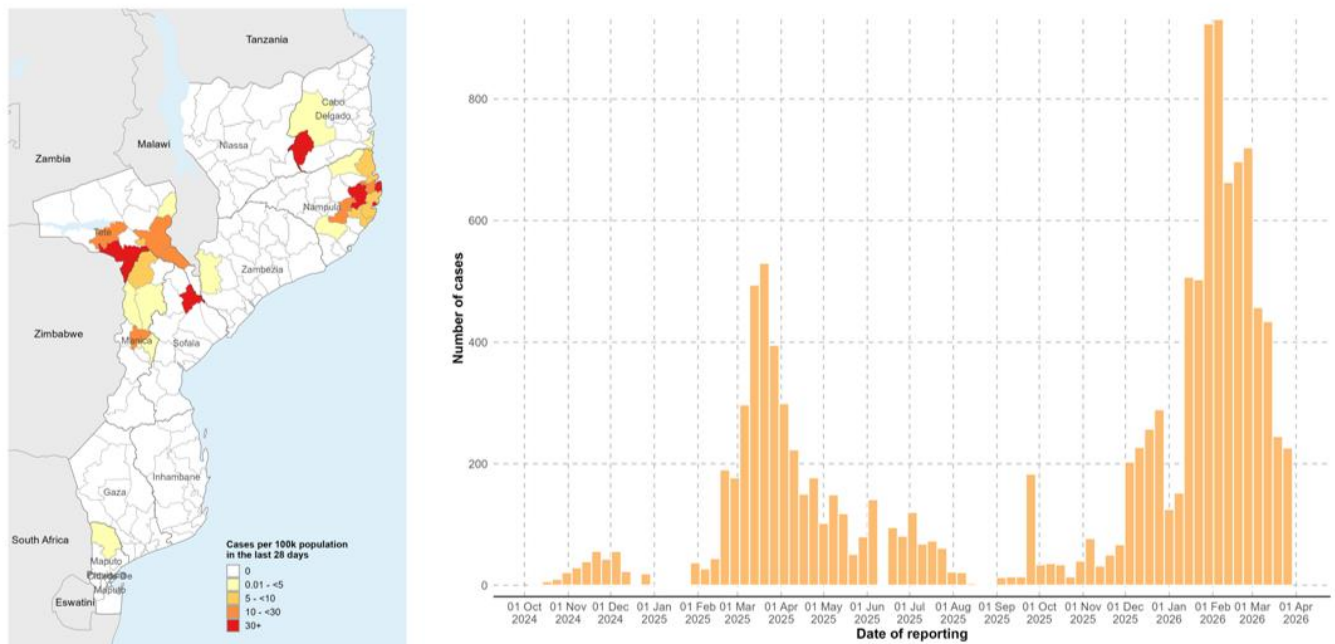 Tanzania
Cabo
Delgado
Niassa
Malawi
Zambia
Nampula
Tete
Zambezia
Zimbabwe
Manica
Sofala
Inhambane
Gaza
South Africa
Maputo
Maputo
Eswatini
Cases per 100k population
in the last 28 days
0
0.01 - <5
5 - <10
10 - <30
30+
Number of cases
800
600
400
200
0
01 Oct 01 Nov 01 Dec 01 Jan 01 Feb 01 Mar 01 Apr 01 May 01 Jun 01 Jul 01 Aug 01 Sep 01 Oct 01 Nov 01 Dec 01 Jan 01 Feb 01 Mar 01 Apr
2024 2024 2024 2025 2025 2025 2025 2025 2025 2025 2025 2025 2025 2025 2025 2026 2026 2026 2026
Date of reporting